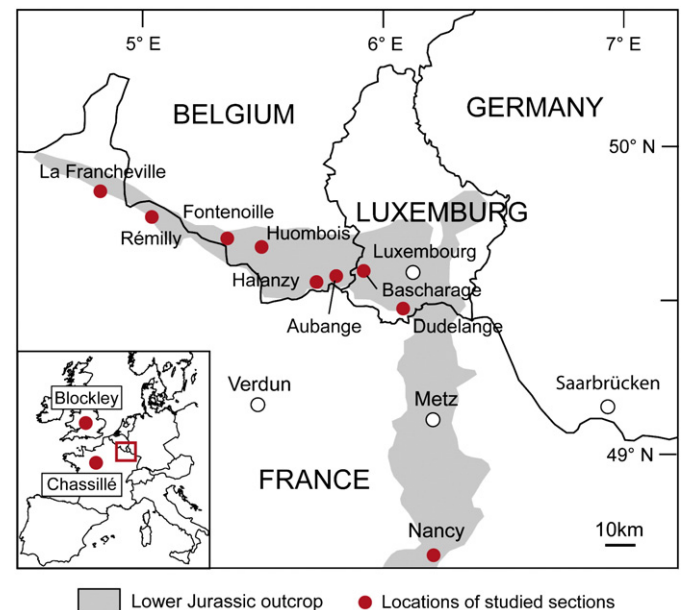 5° E
6° E
7° E
BELGIUM
GERMANY
50° N
La Francheville
LUXEMBURG
Fontenoille
Rémilly
Huombois
Luxembourg
Halanzy
Bascharage
Aubange
Dudelange
Verdun
Saarbrücken
Metz
Blockley
49° N
FRANCE
Chassillé
Nancy
10km
Lower Jurassic outcrop
Locations of studied sections